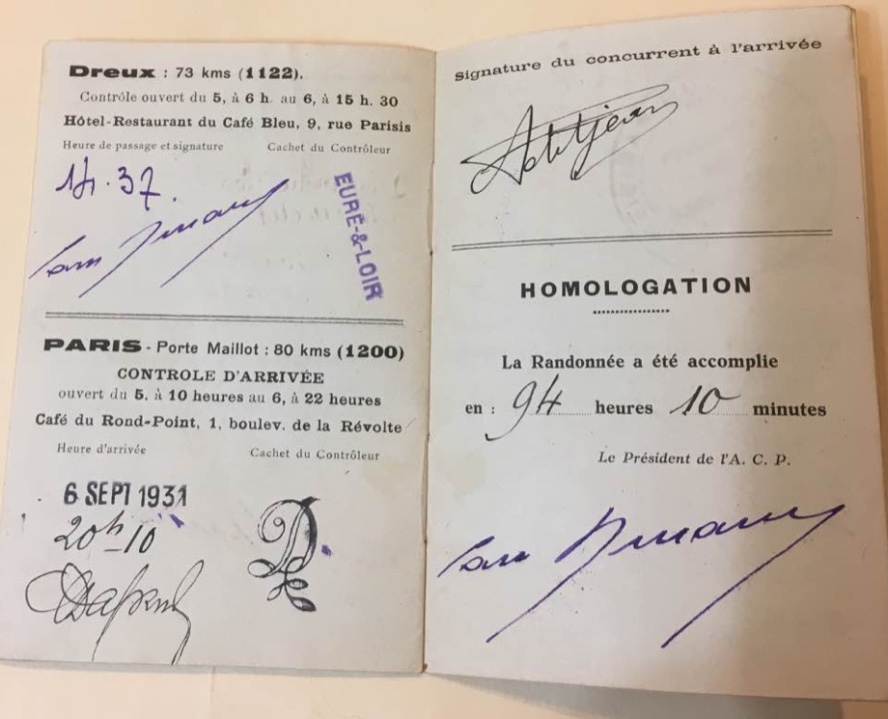 Dreux : 73 kms (1122).
Contrôle ouvert du 5, à 6 h. au 6, à 15 h. 30
Hôtel-Restaurant du Café Bleu, 9, rue Parisis
Heure de passage et signature Cachet du Contrôleur
14.37.
EURE-&-LOIR
PARIS - Porte Maillot : 80 kms (1200)
CONTROLE D'ARRIVÉE
ouvert du 5, à 10 heures au 6, à 22 heures
Café du Rond-Point, 1, boulev. de la Révolte
Heure d'arrivée Cachet du Contrôleur
6 SEPT 1931
20h 10
Signature du concurrent à l'arrivée
HOMOLOGATION
La Randonnée a été accomplie
en : 94 heures 10 minutes
Le Président de l'A. C. P.